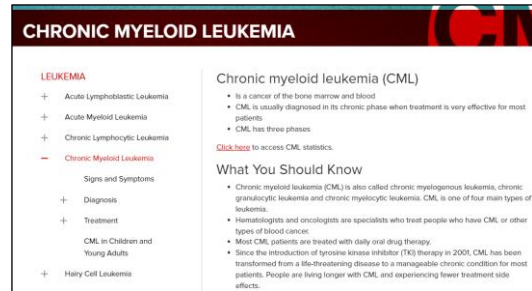 CHRONIC MYELOID LEUKEMIA
CM
LEUKEMIA
+ Acute Lymphoblastic Leukemia
+ Acute Myeloid Leukemia
+ Chronic Lymphocytic Leukemia
— Chronic Myeloid Leukemia
Signs and Symptoms
+ Diagnosis
+ Treatment
CML in Children and
Young Adults
+ Hairy Cell Leukemia
Chronic myeloid leukemia (CML)
• Is a cancer of the bone marrow and blood
• CML is usually diagnosed in its chronic phase when treatment is very effective for most
patients
• CML has three phases
Click here to access CML statistics.
What You Should Know
• Chronic myeloid leukemia (CML) is also called chronic myelogenous leukemia, chronic
granulocytic leukemia and chronic myelocytic leukemia. CML is one of four main types of
leukemia.
• Hematologists and oncologists are specialists who treat people who have CML or other
types of blood cancer.
• Most CML patients are treated with daily oral drug therapy.
• Since the introduction of tyrosine kinase inhibitor (TKI) therapy in 2001, CML has been
transformed from a life-threatening disease to a manageable chronic condition for most
patients. People are living longer with CML and experiencing fewer treatment side
effects.